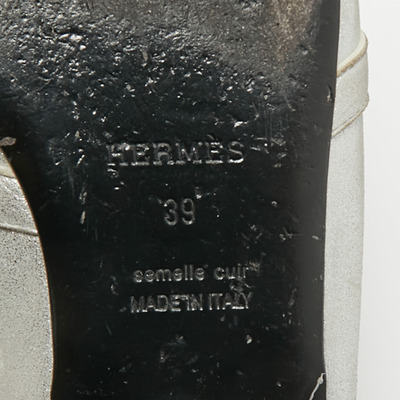 HERMES
39
semelle cuir
MADE IN ITALY